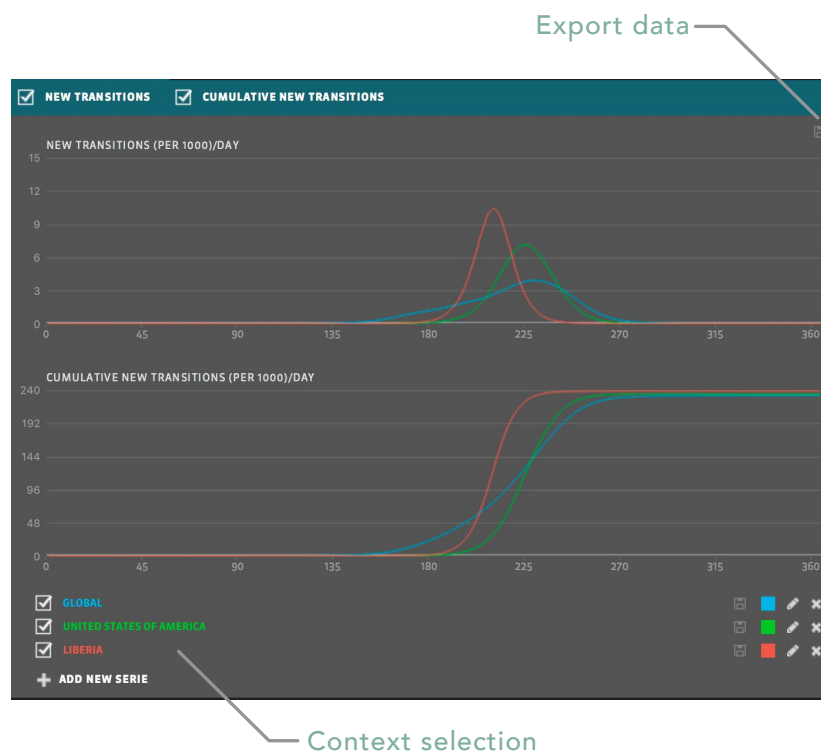 Export data
NEW TRANSITIONS CUMULATIVE NEW TRANSITIONS
NEW TRANSITIONS (PER 1000)/DAY
15
12
9
6
3
0
0 45 90 135 180 225 270 315 360
CUMULATIVE NEW TRANSITIONS (PER 1000)/DAY
240
192
144
96
48
0
0 45 90 135 180 225 270 315 360
GLOBAL
UNITED STATES OF AMERICA
LIBERIA
ADD NEW SERIE
Context selection